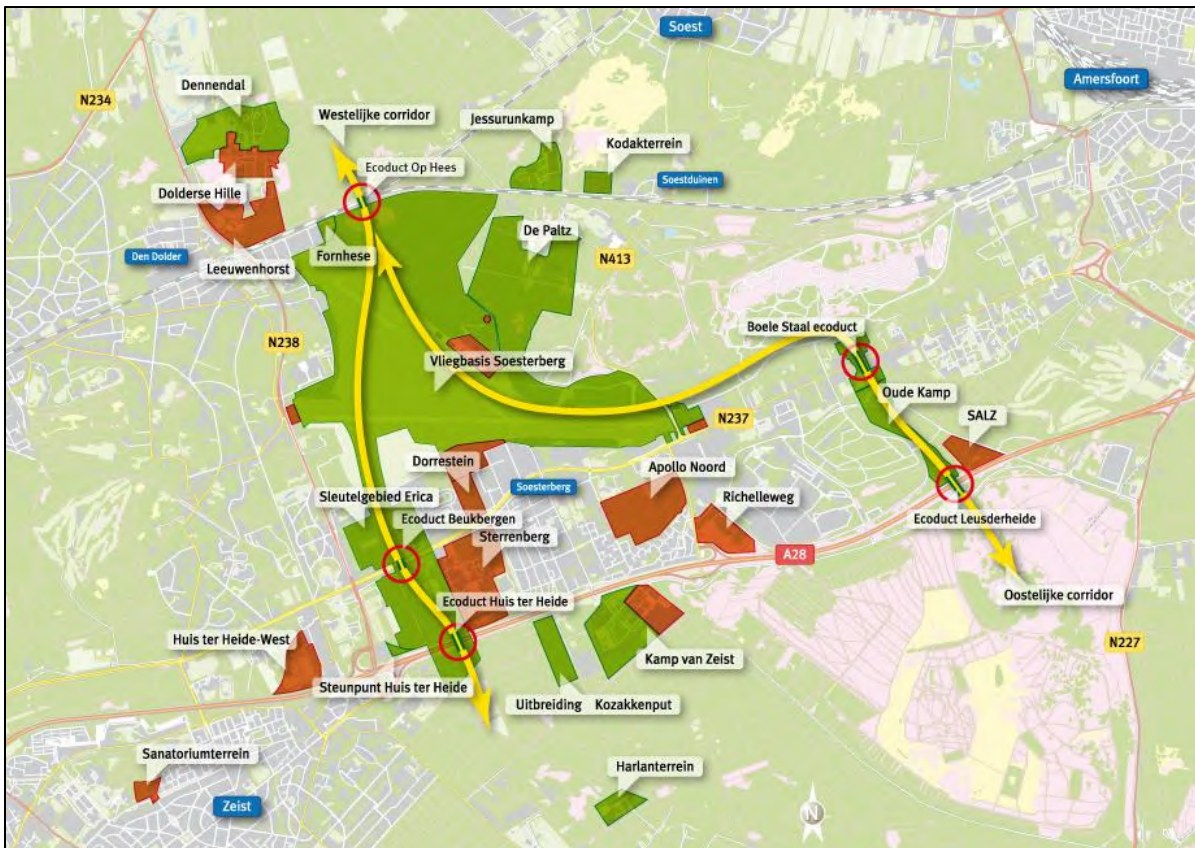 Soest
Amersfoort
Dennendal
N234
Westelijke corridor
Jessurunkamp
Kodakterrein
Ecoduct Op Hees
Soestduinen
Dolderse Hille
De Paltz
Den Dolder
Leeuwenhorst
Fornhese
N413
Boele Staal ecoduct
N238
Vliegbasis Soesterberg
Oude Kamp
SALZ
N237
Dorrestein
Apollo Noord
Sleutelgebied Erica
Soesterberg
Richelleweg
Ecoduct Beukbergen
Sterrenberg
Ecoduct Leusderheide
A28
Oostelijke corridor
Ecoduct Huis ter Heide
Huis ter Heide-West
N227
Kamp van Zeist
Steunpunt Huis ter Heide
Uitbreiding Kozakkenput
Sanatoriumterrein
Harlanterrein
Zeist
N